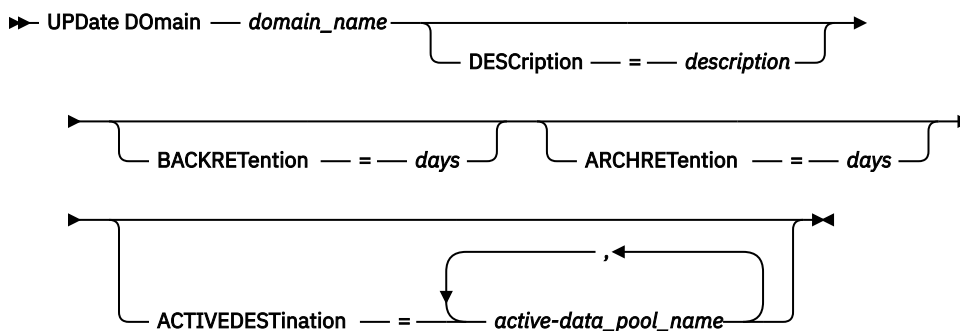 UPDate DOmain domain_name
DESCription = description
BACKRETention = days ARCHRETention = days
,
ACTIVEDESTination = active-data_pool_name